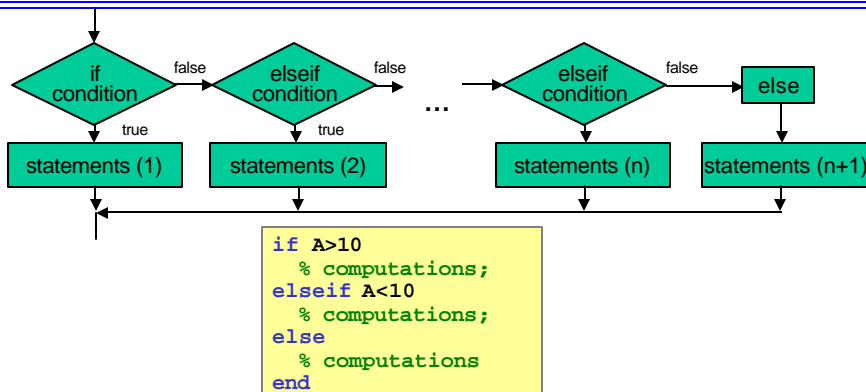 if
condition
false
elseif
condition
false
...
elseif
condition
false
else
true
true
statements (1)
statements (2)
statements (n)
statements (n+1)
if A>10
% computations;
elseif A<10
% computations;
else
% computations
end